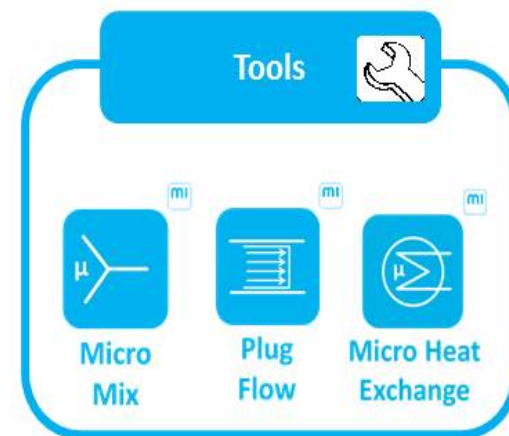 Tools
mi
mi
mi
μ
μ
Micro
Mix
Plug
Flow
Micro Heat
Exchange